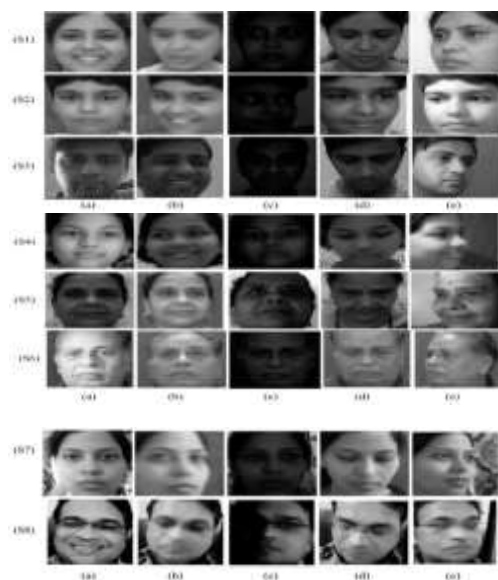 (S1)
(S2)
(S3)
(a) (b) (c) (d) (e)
(S4)
(S5)
(S6)
(a) (b) (c) (d) (e)
(S7)
(S8)
(a) (b) (c) (d) (e)